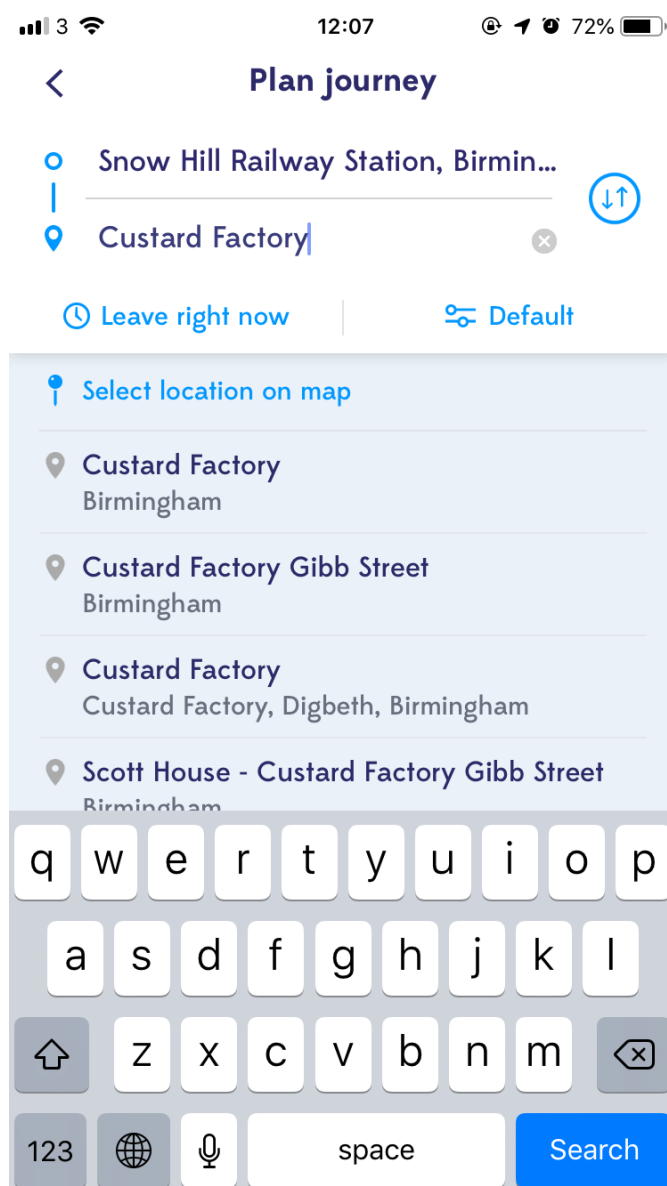 3 12:07 72%
Plan journey
Snow Hill Railway Station, Birmin...
Custard Factory
Leave right now Default
Select location on map
Custard Factory
Birmingham
Custard Factory Gibb Street
Birmingham
Custard Factory
Custard Factory, Digbeth, Birmingham
Scott House - Custard Factory Gibb Street
Birmingham
q w e r t y u i o p
a s d f g h j k l
z x c v b n m
123 space Search